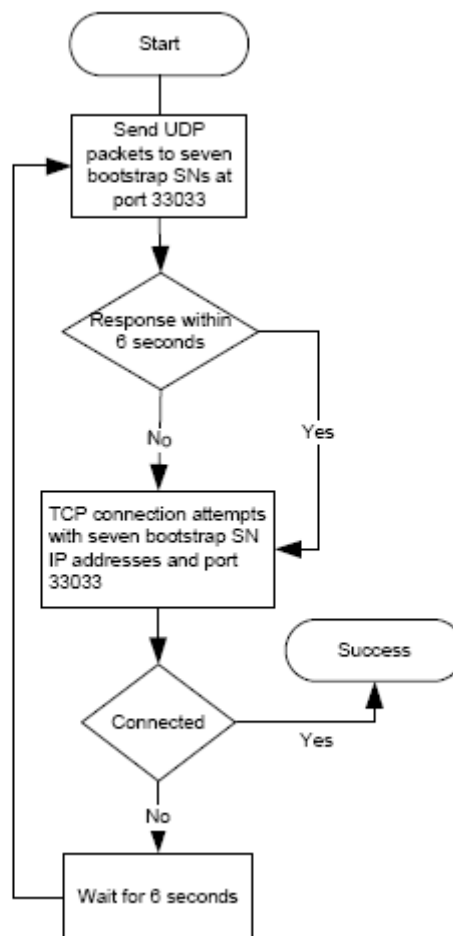 Start
Send UDP
packets to seven
bootstrap SNs at
port 33033
Response within
6 seconds
No
Yes
TCP connection attempts
with seven bootstrap SN
IP addresses and port
33033
Success
Connected
Yes
No
Wait for 6 seconds